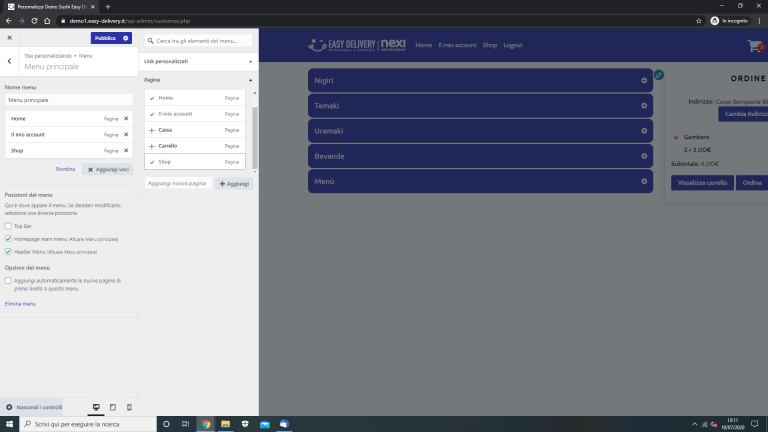 Personalizza Demo Sushi Easy D
demo1.easy-delivery.it/wp-admin/customize.php
In incognito
Pubblica
Stai personalizzando • Menu
Menu principale
Nome menu
Menu principale
Home Pagina
Il mio account Pagina
Shop Pagina
Riordina
Aggiungi voci
Posizioni del menu
Qui è dove appare il menu. Se desideri modificarlo,
seleziona una diversa posizione.
Top Bar
Homepage main menu (Attuale: Menu principale)
Header Menu (Attuale: Menu principale)
Opzioni del menu
Aggiungi automaticamente le nuove pagine di
primo livello a questo menu
Elimina menu
Nascondi i controlli
Cerca tra gli elementi del menu...
Link personalizzati
Pagine
Home Pagina
Il mio account Pagina
Cassa Pagina
Carrello Pagina
Shop Pagina
Aggiungi nuova pagina
Aggiungi
EASY DELIVERY nexi
Home Il mio account Shop Logout
Nigiri
Temaki
Uramaki
Bevande
Menù
ORDINE
Indirizzo: Corso Sempione 88
Cambia Indirizzo
Gambero
2 × 3,00€
Subtotale: 6,00€
Visualizza carrello
Ordina
Scrivi qui per eseguire la ricerca
12:11
10/07/2020